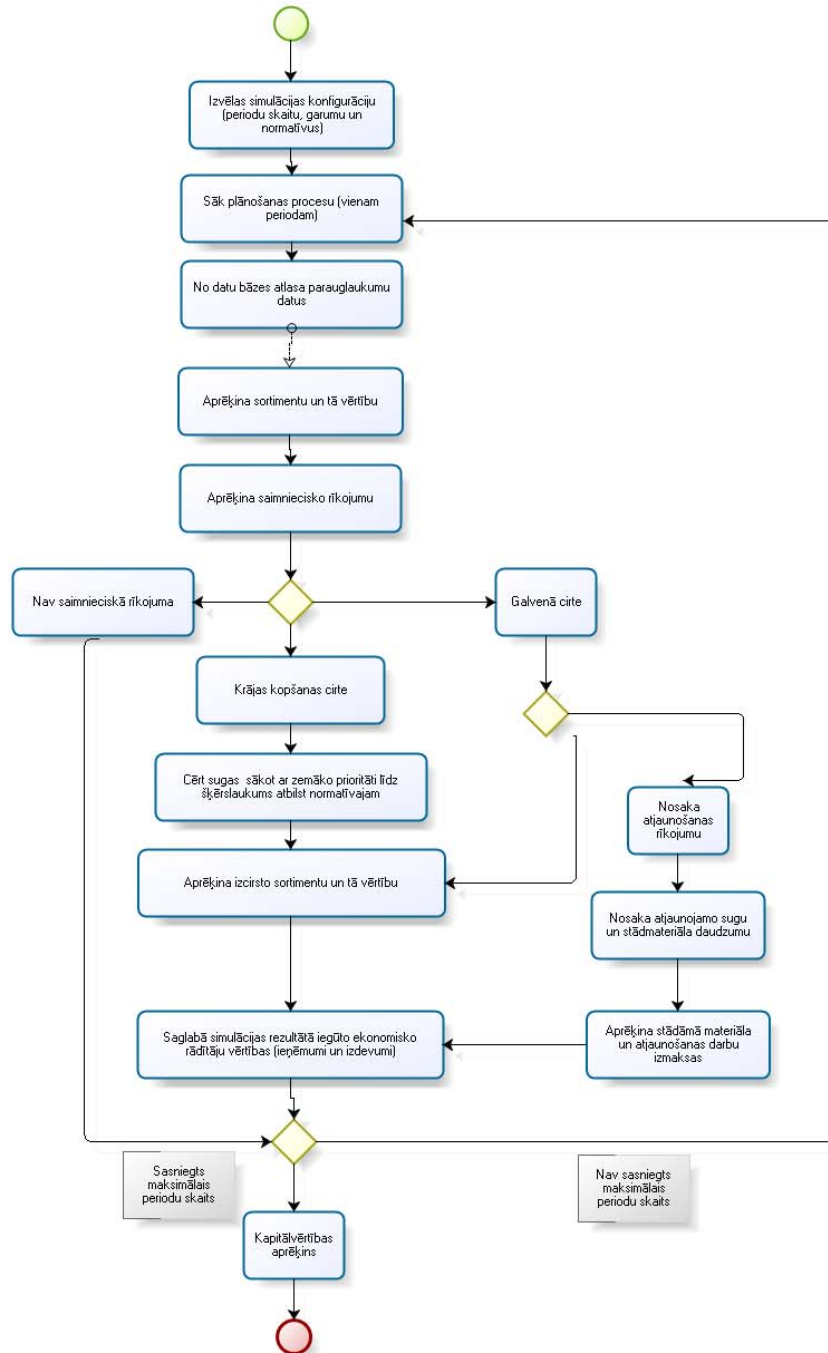 Izvēlas simulācijas konfigurāciju
(periodu skaitu, garumu un
normatīvus)
Sāk plānošanas procesu (vienam
periodam)
No datu bāzes atlasa parauglaukumu
datus
Aprēķina sortimentu un tā vērtību
Aprēķina saimniecisko rīkojumu
Nav saimnieciskā rīkojuma
Galvenā cirte
Krājas kopšanas cirte
Cērt sugas sākot ar zemāko prioritāti līdz
šķērslaukums atbilst normatīvajam
Nosaka
atjaunošanas
rīkojumu
Aprēķina izcirsto sortimentu un tā vērtību
Nosaka atjaunojamo sugu
un stādmateriāla daudzumu
Saglabā simulācijas rezultātā iegūto ekonomisko
rādītāju vērtības (ieņēmumi un izdevumi)
Aprēķina stādāmā materiāla
un atjaunošanas darbu
izmaksas
Sasniegts
maksimālais
periodu skaits
Nav sasniegts
maksimālais
periodu skaits
Kapitālvērtības
aprēķins